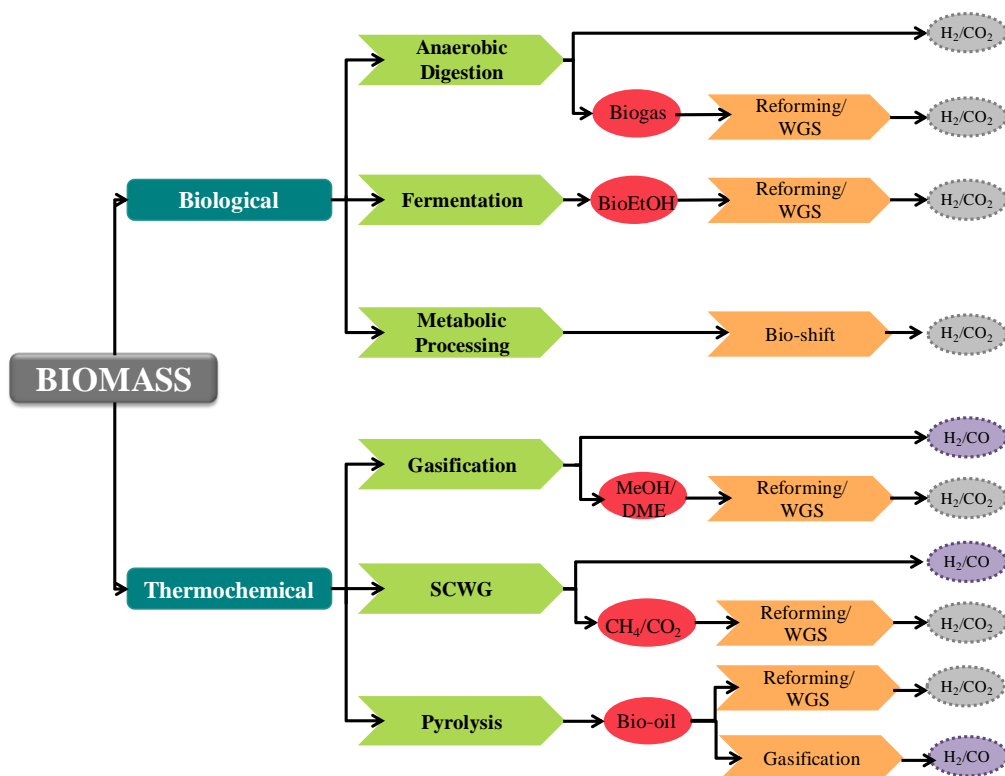 BIOMASS
Biological
Anaerobic
Digestion
H₂/CO₂
Biogas
Reforming/
WGS
H₂/CO₂
Fermentation
BioEtOH
Reforming/
WGS
H₂/CO₂
Metabolic
Processing
Bio-shift
H₂/CO₂
Thermochemical
Gasification
H₂/CO
MeOH/
DME
Reforming/
WGS
H₂/CO₂
SCWG
H₂/CO
CH₄/CO₂
Reforming/
WGS
H₂/CO₂
Pyrolysis
Bio-oil
Reforming/
WGS
H₂/CO₂
Gasification
H₂/CO